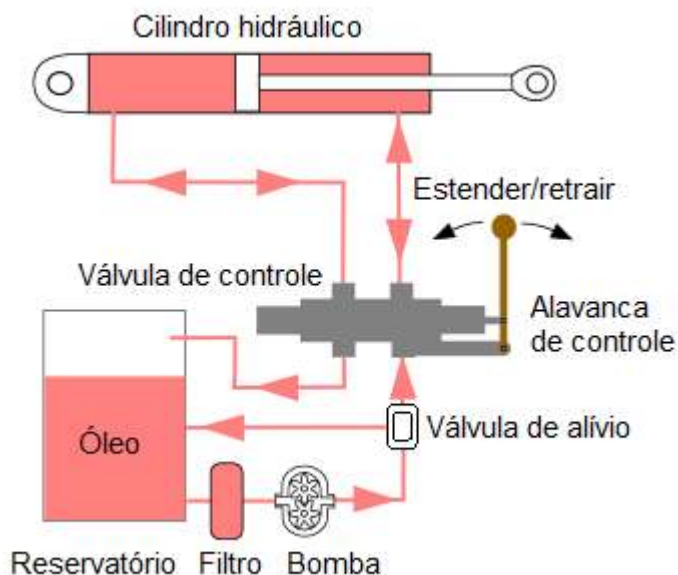 Cilindro hidráulico
Estender/retrair
Válvula de controle
Alavanca
de controle
Óleo
Válvula de alívio
Reservatório Filtro Bomba